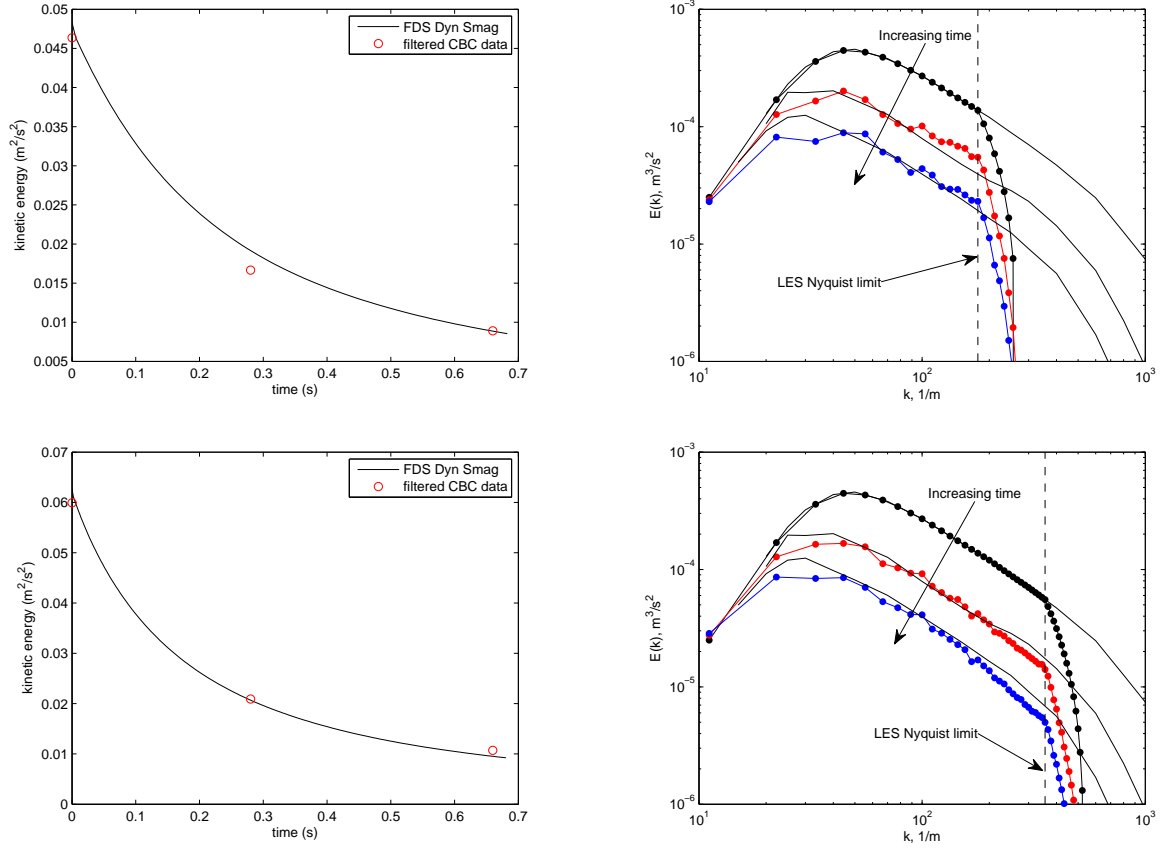 0.05
0.045
0.04
0.035
0.03
0.025
0.02
0.015
0.01
0.005
kinetic energy (m²/s²)
0 0.1 0.2 0.3 0.4 0.5 0.6 0.7
time (s)
FDS Dyn Smag
filtered CBC data
10⁻³
10⁻⁴
10⁻⁵
10⁻⁶
E(k), m³/s²
10¹ 10² 10³
k, 1/m
Increasing time
LES Nyquist limit
0.07
0.06
0.05
0.04
0.03
0.02
0.01
0
kinetic energy (m²/s²)
0 0.1 0.2 0.3 0.4 0.5 0.6 0.7
time (s)
FDS Dyn Smag
filtered CBC data
10⁻³
10⁻⁴
10⁻⁵
10⁻⁶
E(k), m³/s²
10¹ 10² 10³
k, 1/m
Increasing time
LES Nyquist limit